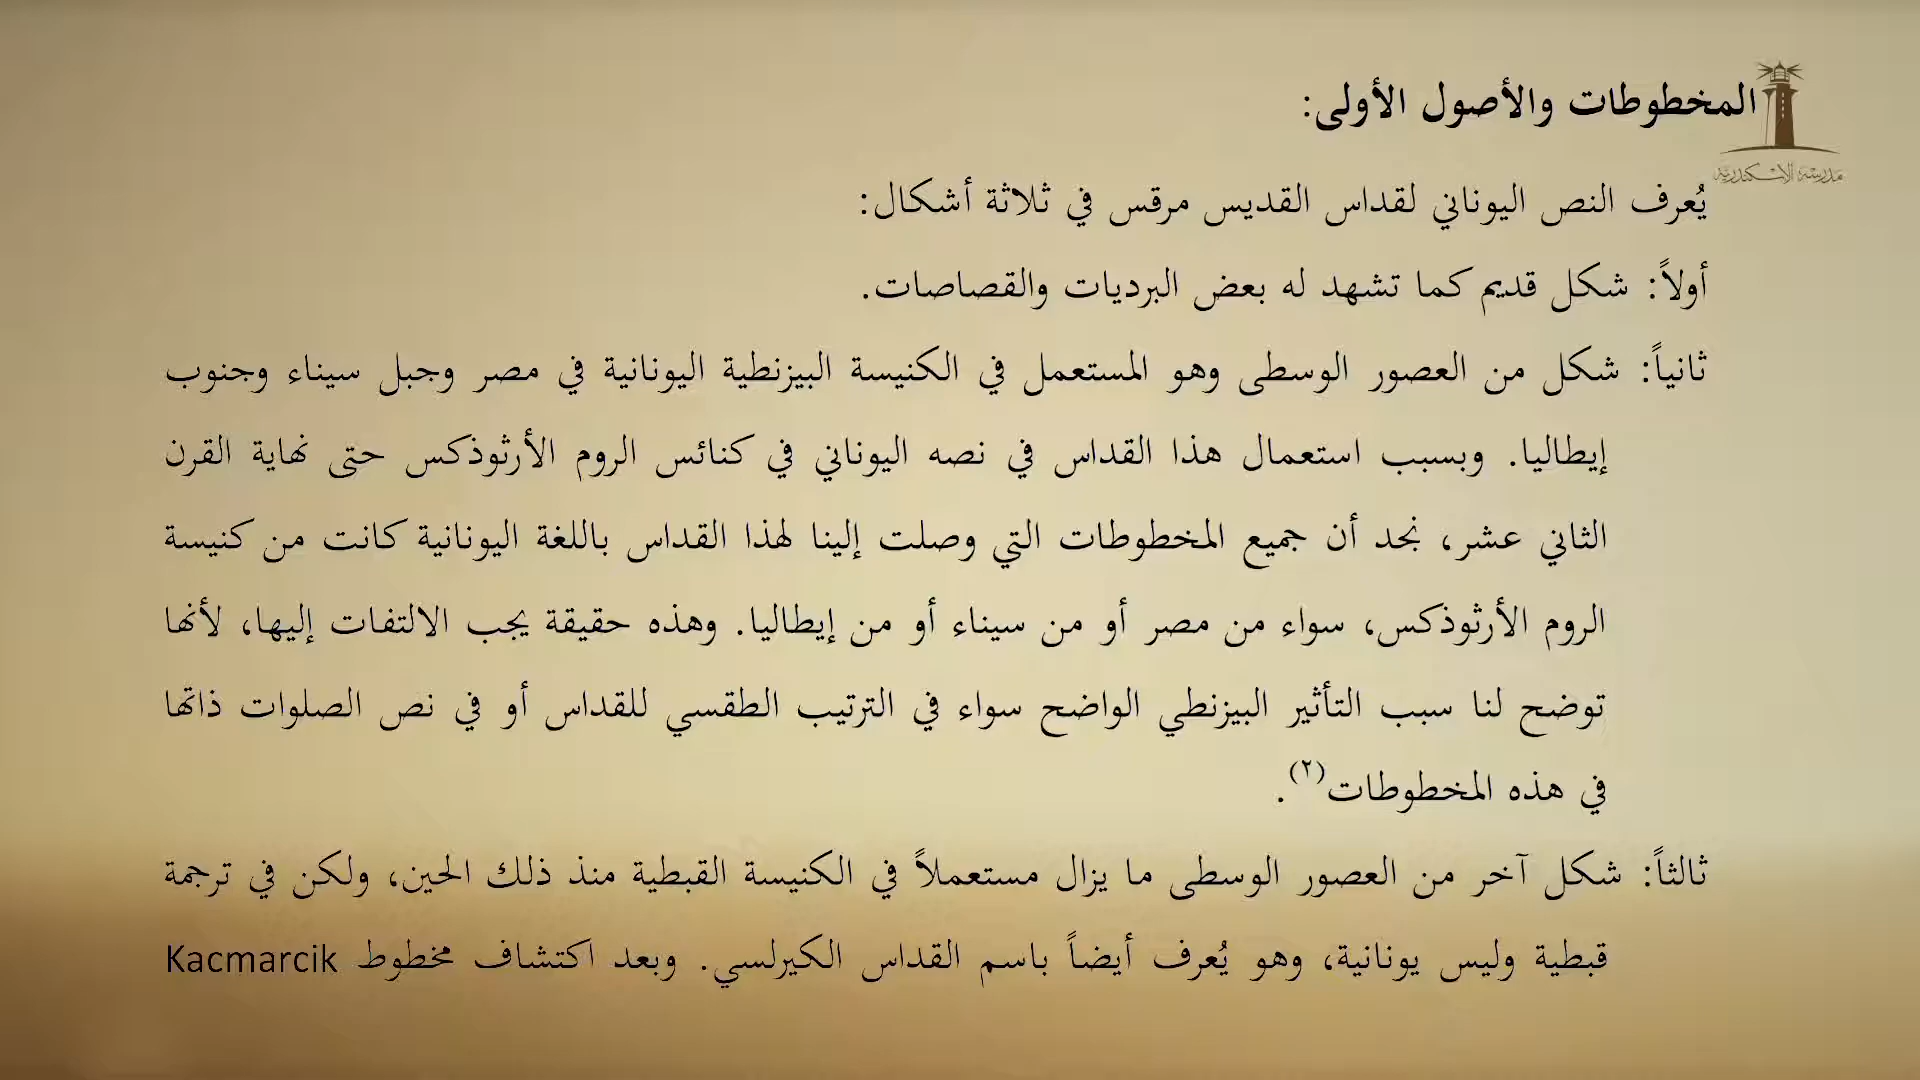 المخطوطات والأصول الأولى:
مدرسة الإسكندرية
يُعرف النص اليوناني لقداس القديس مرقس في ثلاثة أشكال:
أولاً: شكل قديم كما تشهد له بعض البرديات والقصاصات.
ثانياً: شكل من العصور الوسطى وهو المستعمل في الكنيسة البيزنطية اليونانية في مصر وجبل سيناء وجنوب
إيطاليا. وبسبب استعمال هذا القداس في نصه اليوناني في كنائس الروم الأرثوذكس حتى نهاية القرن
الثاني عشر، نجد أن جميع المخطوطات التي وصلت إلينا لهذا القداس باللغة اليونانية كانت من كنيسة
الروم الأرثوذكس، سواء من مصر أو من سيناء أو من إيطاليا. وهذه حقيقة يجب الالتفات إليها، لأنها
توضح لنا سبب التأثير البيزنطي الواضح سواء في الترتيب الطقسي للقداس أو في نص الصلوات ذاتها
في هذه المخطوطات(٢).
ثالثاً: شكل آخر من العصور الوسطى ما يزال مستعملاً في الكنيسة القبطية منذ ذلك الحين، ولكن في ترجمة
قبطية وليس يونانية، وهو يُعرف أيضاً باسم القداس الكيرلسي. وبعد اكتشاف مخطوط Kacmarcik